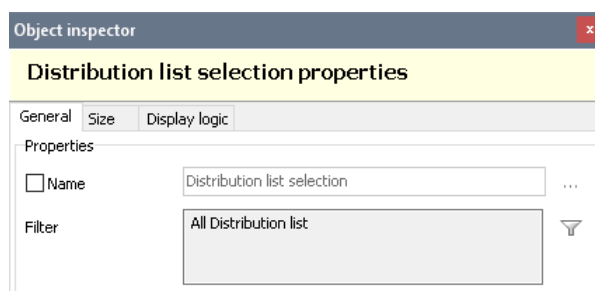 Object inspector x
Distribution list selection properties
General Size Display logic
Properties
Name Distribution list selection ...
Filter All Distribution list